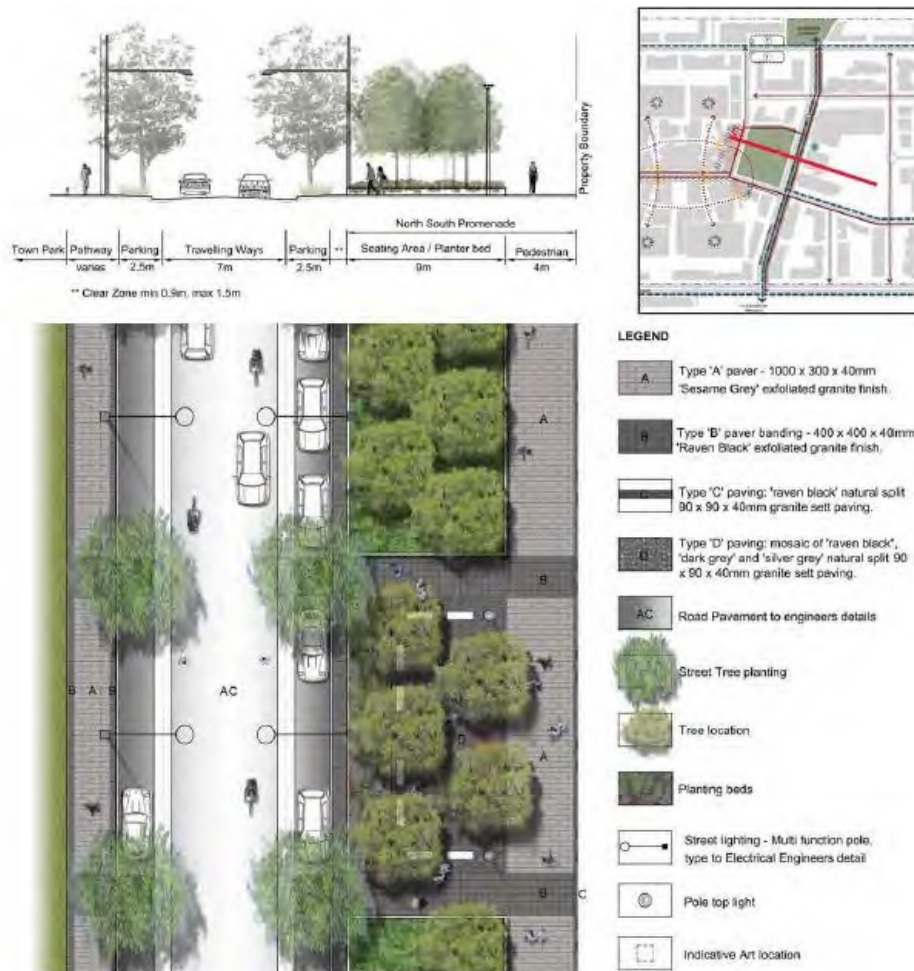 Property Boundary
North South Promenade
Town Park
Pathway
Parking
Travelling Ways
Parking
**
Seating Area / Planter bed
Pedestrian
varies
2.5m
7m
2.5m
9m
4m
** Clear Zone min 0.9m, max 1.5m
LEGEND
A
Type 'A' paver - 1000 x 300 x 40mm
'Sesame Grey' exfoliated granite finish.
B
Type 'B' paver banding - 400 x 400 x 40mm
'Raven Black' exfoliated granite finish.
C
Type 'C' paving: 'raven black' natural split
90 x 90 x 40mm granite sett paving.
D
Type 'D' paving: mosaic of 'raven black',
'dark grey' and 'silver grey' natural split 90
x 90 x 40mm granite sett paving.
AC
Road Pavement to engineers details
Street Tree planting
Tree location
Planting beds
Street lighting - Multi function pole,
type to Electrical Engineers detail
Pole top light
Indicative Art location
A
B
B A B
AC
D
A
B C